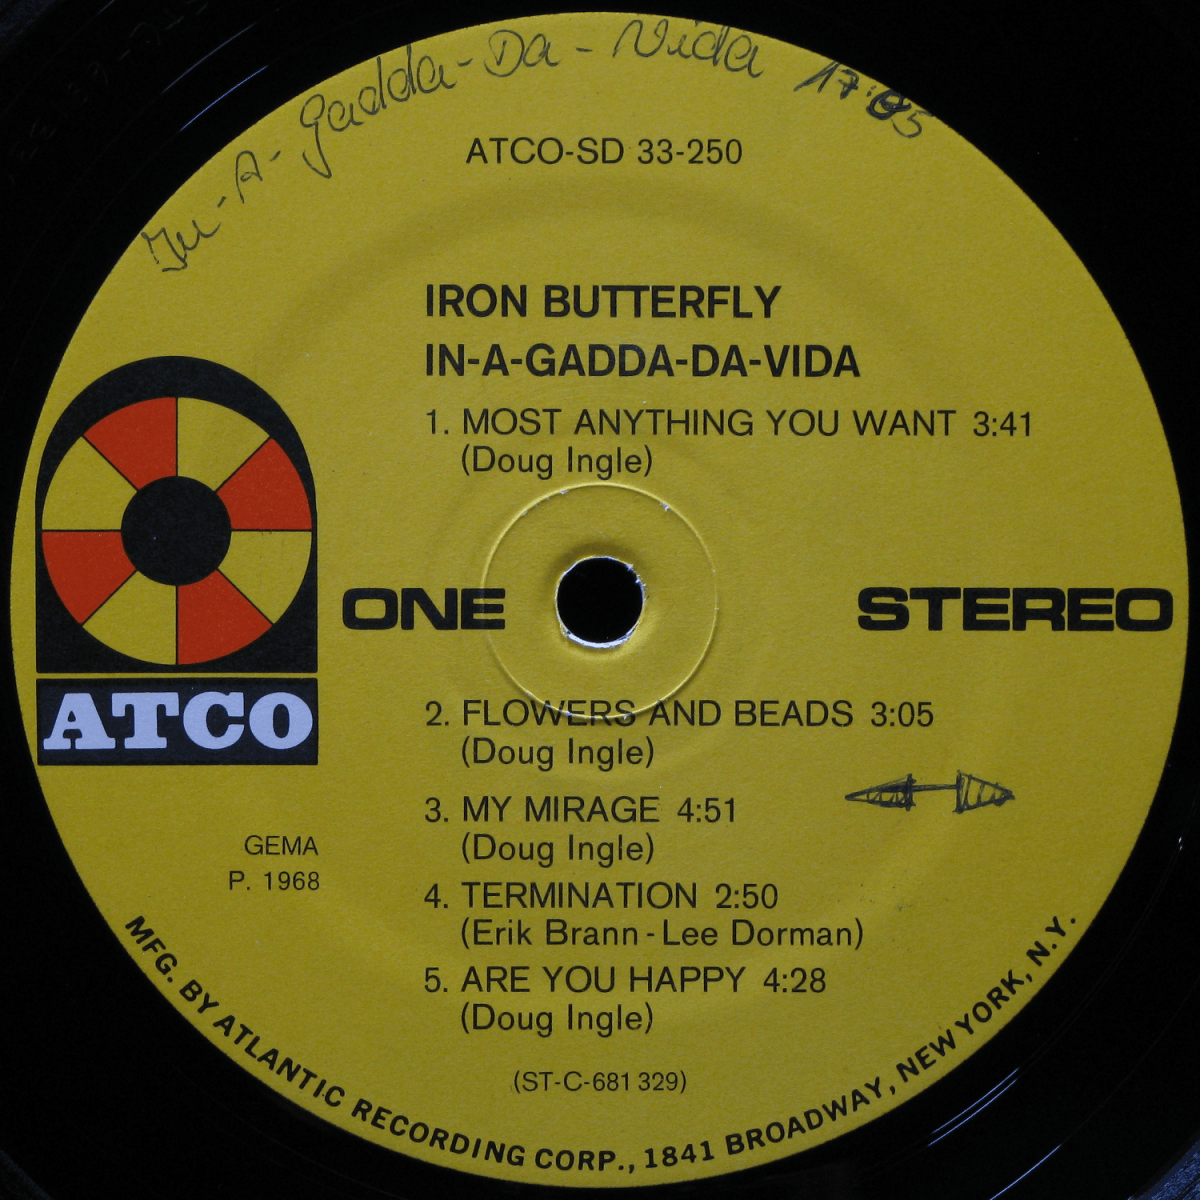 In-A-Gadda-Da-Vida 17:05
ATCO-SD 33-250
IRON BUTTERFLY
IN-A-GADDA-DA-VIDA
1. MOST ANYTHING YOU WANT 3:41
(Doug Ingle)
ONE
STEREO
ATCO
2. FLOWERS AND BEADS 3:05
(Doug Ingle)
3. MY MIRAGE 4:51
(Doug Ingle)
GEMA
P. 1968
4. TERMINATION 2:50
(Erik Brann-Lee Dorman)
5. ARE YOU HAPPY 4:28
(Doug Ingle)
(ST-C-681 329)
MFG. BY ATLANTIC RECORDING CORP., 1841 BROADWAY, NEW YORK, N.Y.